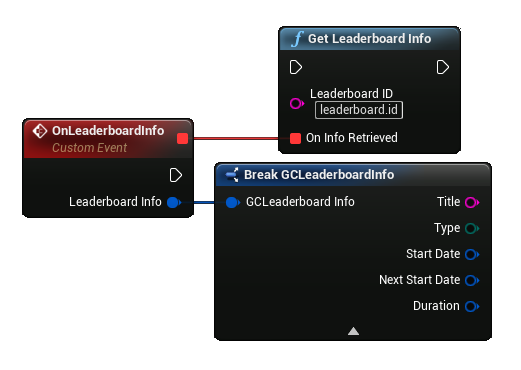 f Get Leaderboard Info
Leaderboard ID
leaderboard.id
On Info Retrieved
OnLeaderboardInfo
Custom Event
Leaderboard Info
Break GCLeaderboardInfo
GCLeaderboard Info
Title
Type
Start Date
Next Start Date
Duration